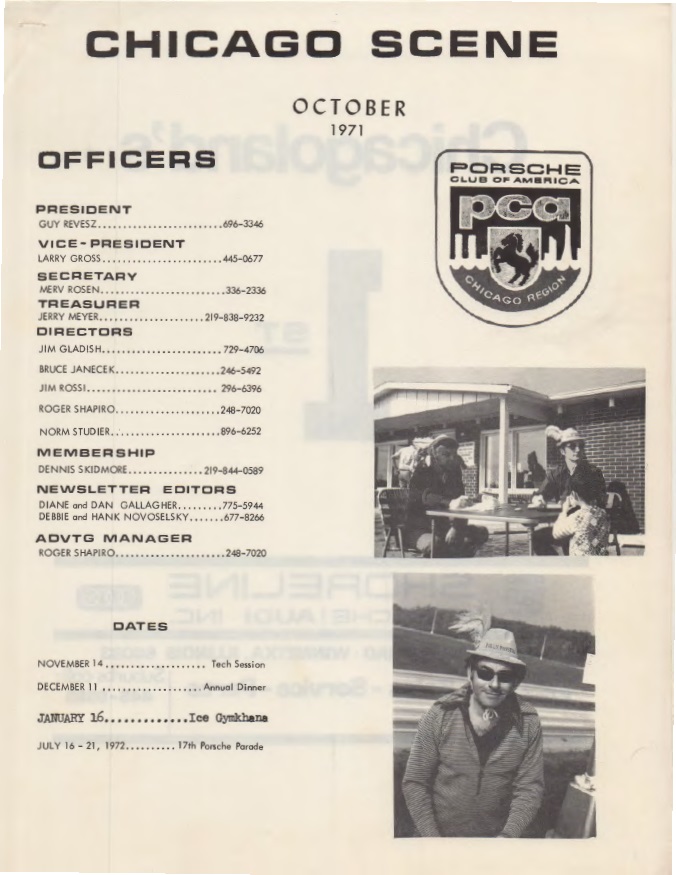 CHICAGO SCENE
OCTOBER
1971
OFFICERS
PORSCHE
CLUB OF AMERICA
pca
CHICAGO REGION
PRESIDENT
GUY REVESZ........................696-3346
VICE-PRESIDENT
LARRY GROSS.......................445-0677
SECRETARY
MERV ROSEN........................336-2336
TREASURER
JERRY MEYER.....................219-838-9232
DIRECTORS
JIM GLADISH.......................729-4706
BRUCE JANECEK....................246-5492
JIM ROSSI......................... 296-6396
ROGER SHAPIRO....................248-7020
NORM STUDIER.....................896-6252
MEMBERSHIP
DENNIS SKIDMORE...............219-844-0589
NEWSLETTER EDITORS
DIANE and DAN GALLAGHER.........775-5944
DEBBIE and HANK NOVOSELSKY.......677-8266
ADVTG MANAGER
ROGER SHAPIRO......................248-7020
DATES
NOVEMBER 14.................... Tech Session
DECEMBER 11....................Annual Dinner
JANUARY 16.............Ice Gymkhana
JULY 16 - 21, 1972.......... 17th Porsche Parade